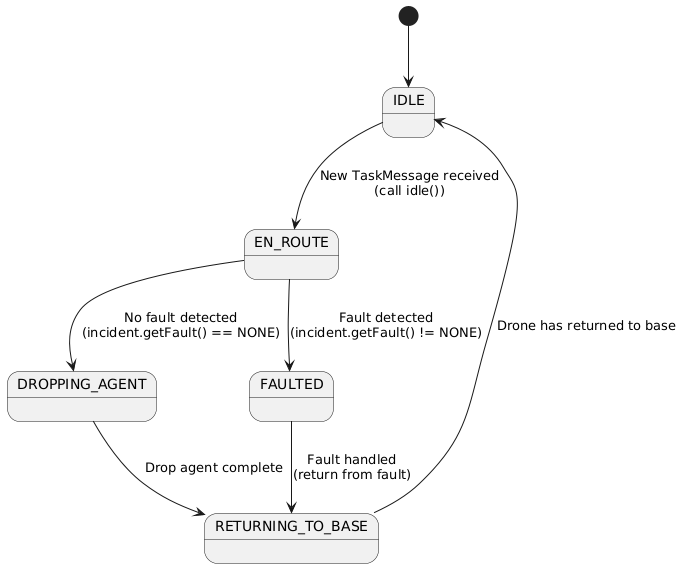 IDLE
New TaskMessage received
(call idle())
EN_ROUTE
No fault detected
(incident.getFault() == NONE)
Fault detected
(incident.getFault() != NONE)
Drone has returned to base
DROPPING_AGENT
FAULTED
Drop agent complete
Fault handled
(return from fault)
RETURNING_TO_BASE